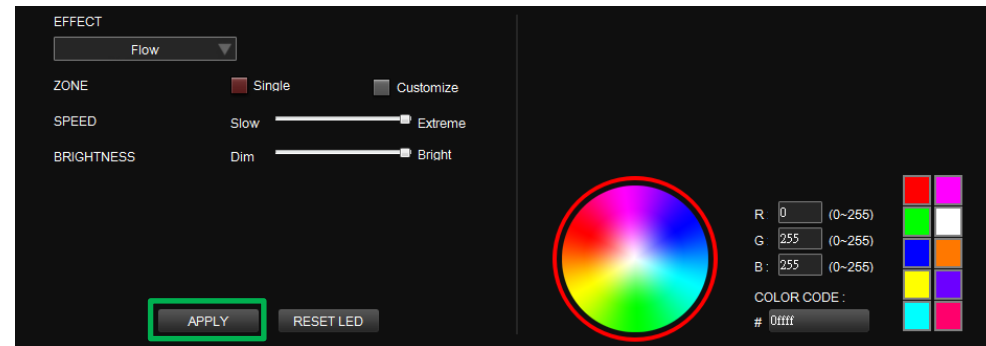 EFFECT
Flow
ZONE Single Customize
SPEED Slow Extreme
BRIGHTNESS Dim Bright
APPLY RESET LED
R 0 (0~255)
G 255 (0~255)
B: 255 (0~255)
COLOR CODE :
# 0ffff